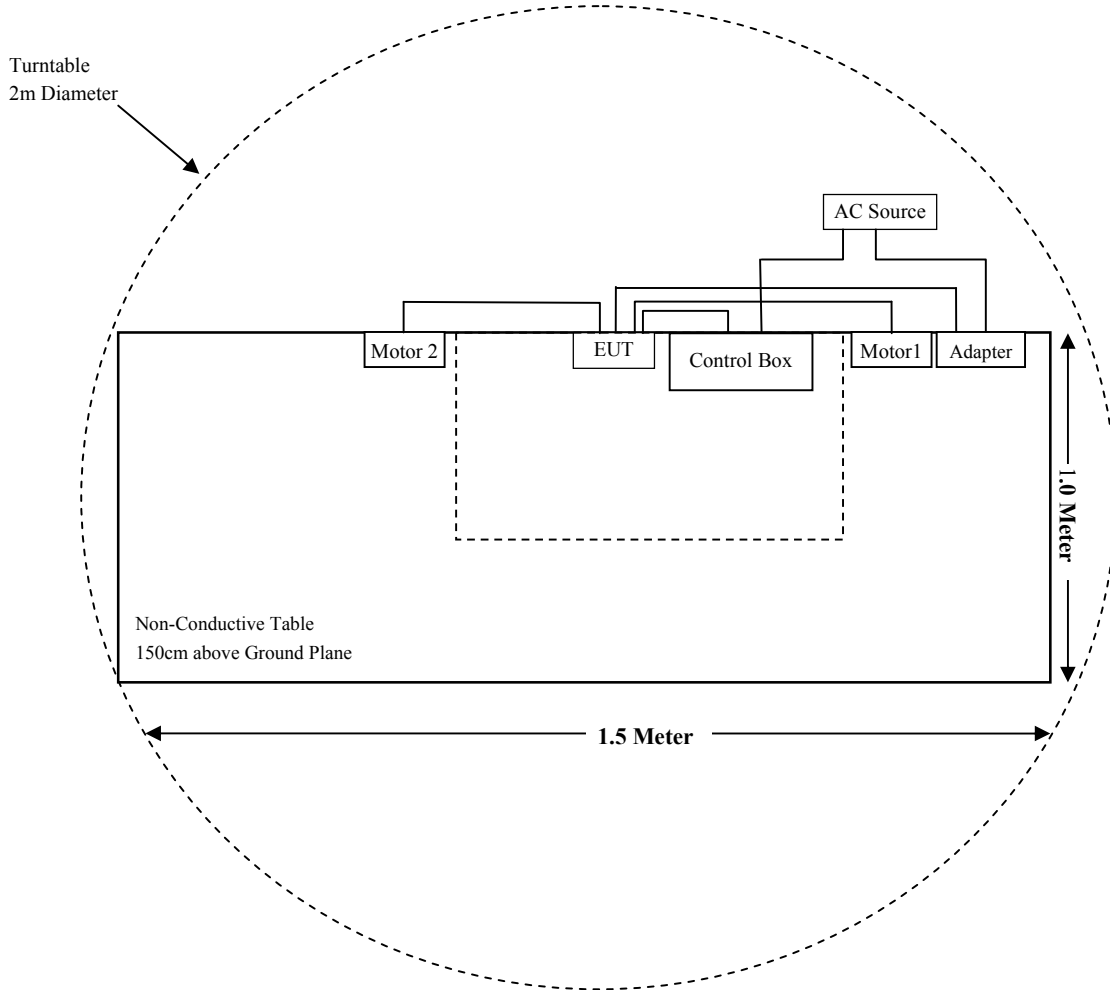 Turntable
2m Diameter
AC Source
Motor 2
EUT
Control Box
Motor1
Adapter
1.0 Meter
Non-Conductive Table
150cm above Ground Plane
1.5 Meter